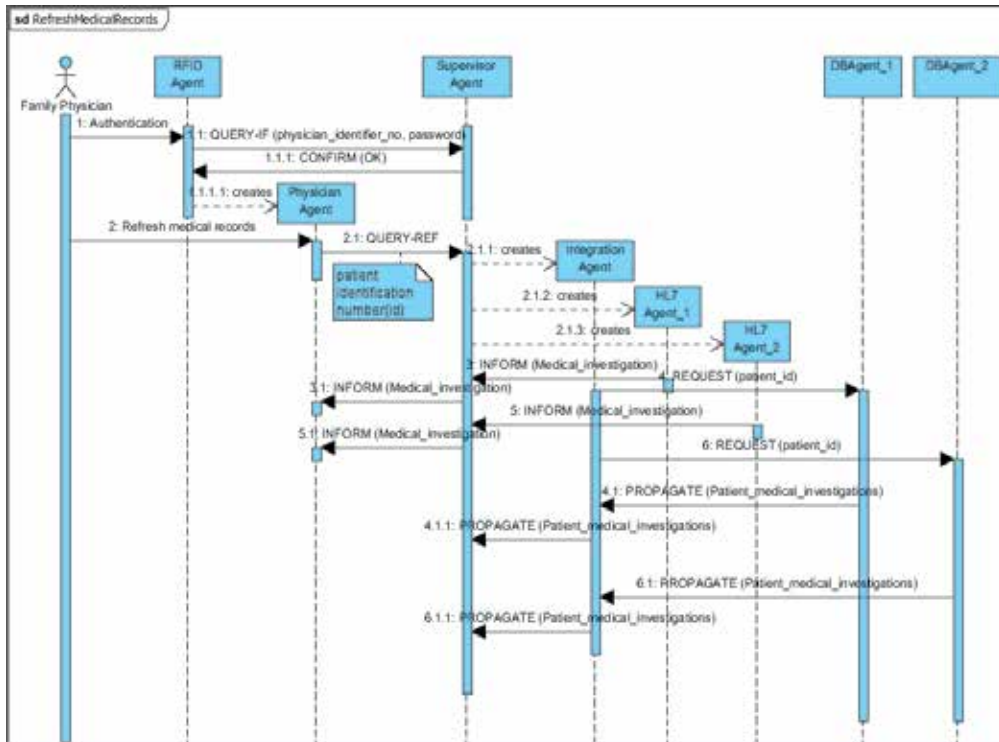 sd RefreshMedicalRecords
RFID
Agent
Supervisor
Agent
DBAgent_1
DBAgent_2
Family Physician
1: Authentication
1.1: QUERY-IF (physician_identifier_no, password)
1.1.1: CONFIRM (OK)
1.1.1.1: creates
Physician
Agent
2: Refresh medical records
2.1: QUERY-REF
2.1.1: creates
Integration
Agent
patient
identification
number(id)
2.1.2: creates
HL7
Agent_1
2.1.3: creates
HL7
Agent_2
3: INFORM (Medical_investigation)
4: REQUEST (patient_id)
3.1: INFORM (Medical_investigation)
5: INFORM (Medical_investigation)
5.1: INFORM (Medical_investigation)
6: REQUEST (patient_id)
4.1: PROPAGATE (Patient_medical_investigations)
4.1.1: PROPAGATE (Patient_medical_investigations)
6.1: PROPAGATE (Patient_medical_investigations)
6.1.1: PROPAGATE (Patient_medical_investigations)